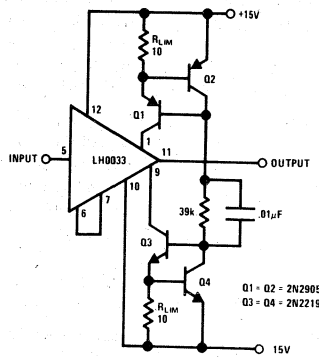 +15V
RLIM
10
Q2
12
Q1
1
5
INPUT
LH0033
11
OUTPUT
9
10
6
7
39k
.01μF
Q3
Q4
Q1 = Q2 = 2N2905
Q3 = Q4 = 2N2219
RLIM
10
15V